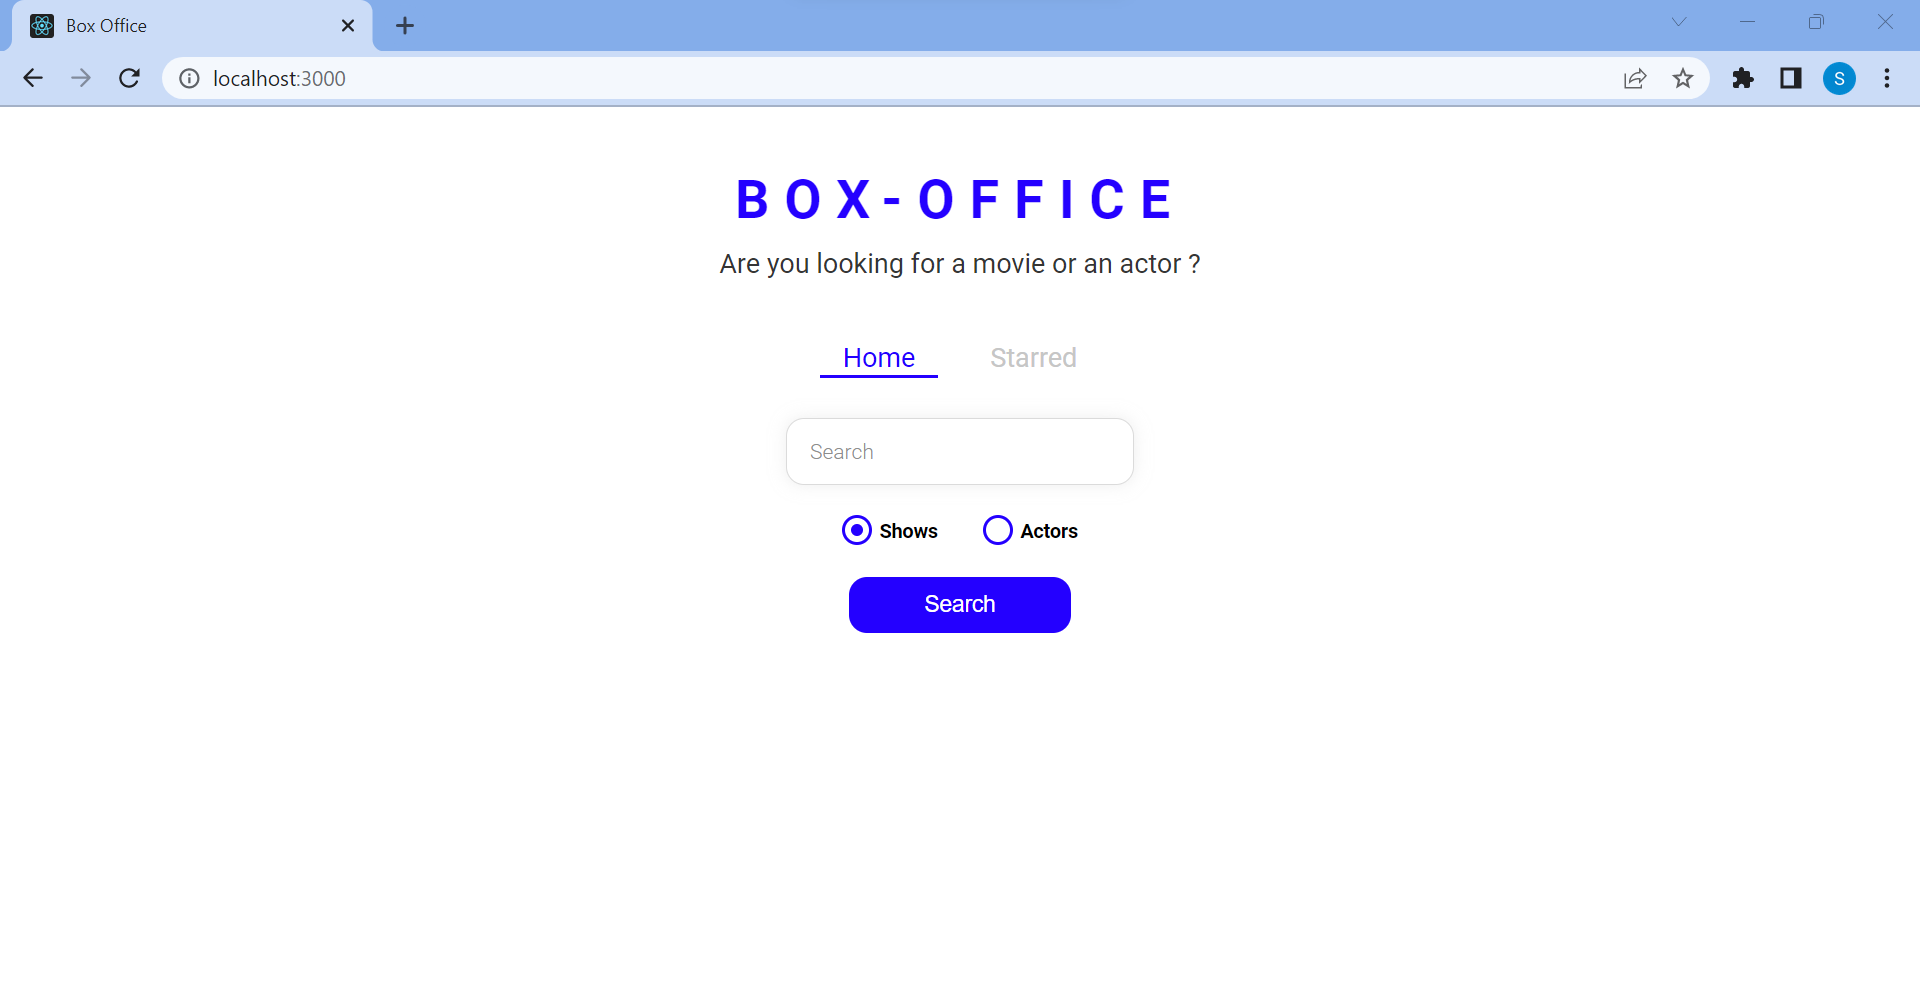 Box Office
localhost:3000
S
BOX-OFFICE
Are you looking for a movie or an actor ?
Home Starred
Search
Shows Actors
Search